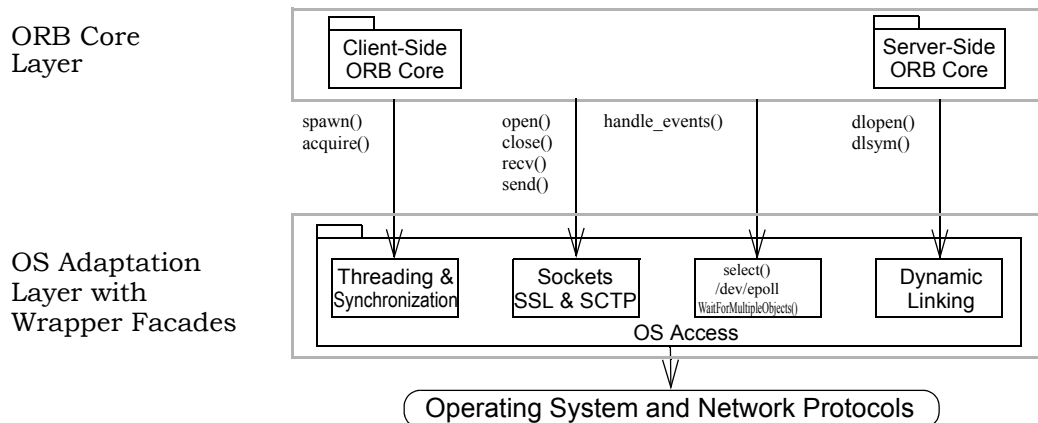 ORB Core
Layer
Client-Side
ORB Core
Server-Side
ORB Core
spawn()
acquire()
open()
close()
recv()
send()
handle_events()
dlopen()
dlsym()
OS Adaptation
Layer with
Wrapper Facades
Threading &
Synchronization
Sockets
SSL & SCTP
select()
/dev/epoll
WaitForMultipleObjects()
Dynamic
Linking
OS Access
Operating System and Network Protocols